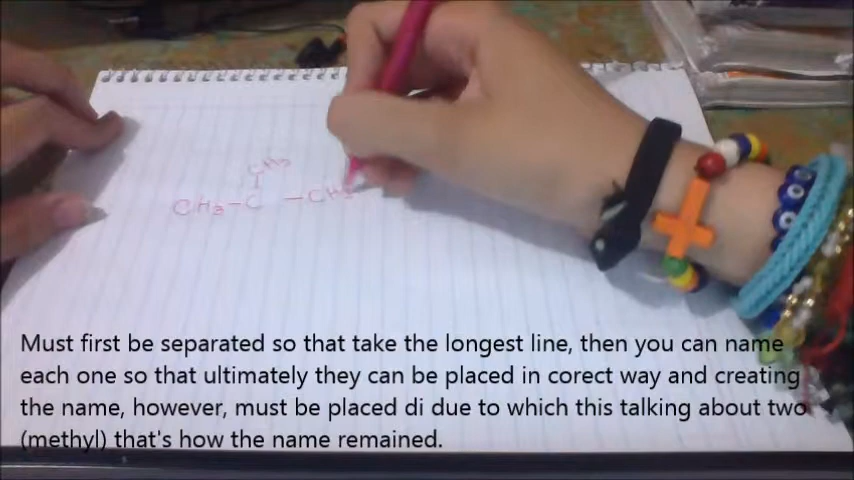 CH3
CH3 - C - CH3
Must first be separated so that take the longest line, then you can name
each one so that ultimately they can be placed in corect way and creating
the name, however, must be placed di due to which this talking about two
(methyl) that's how the name remained.